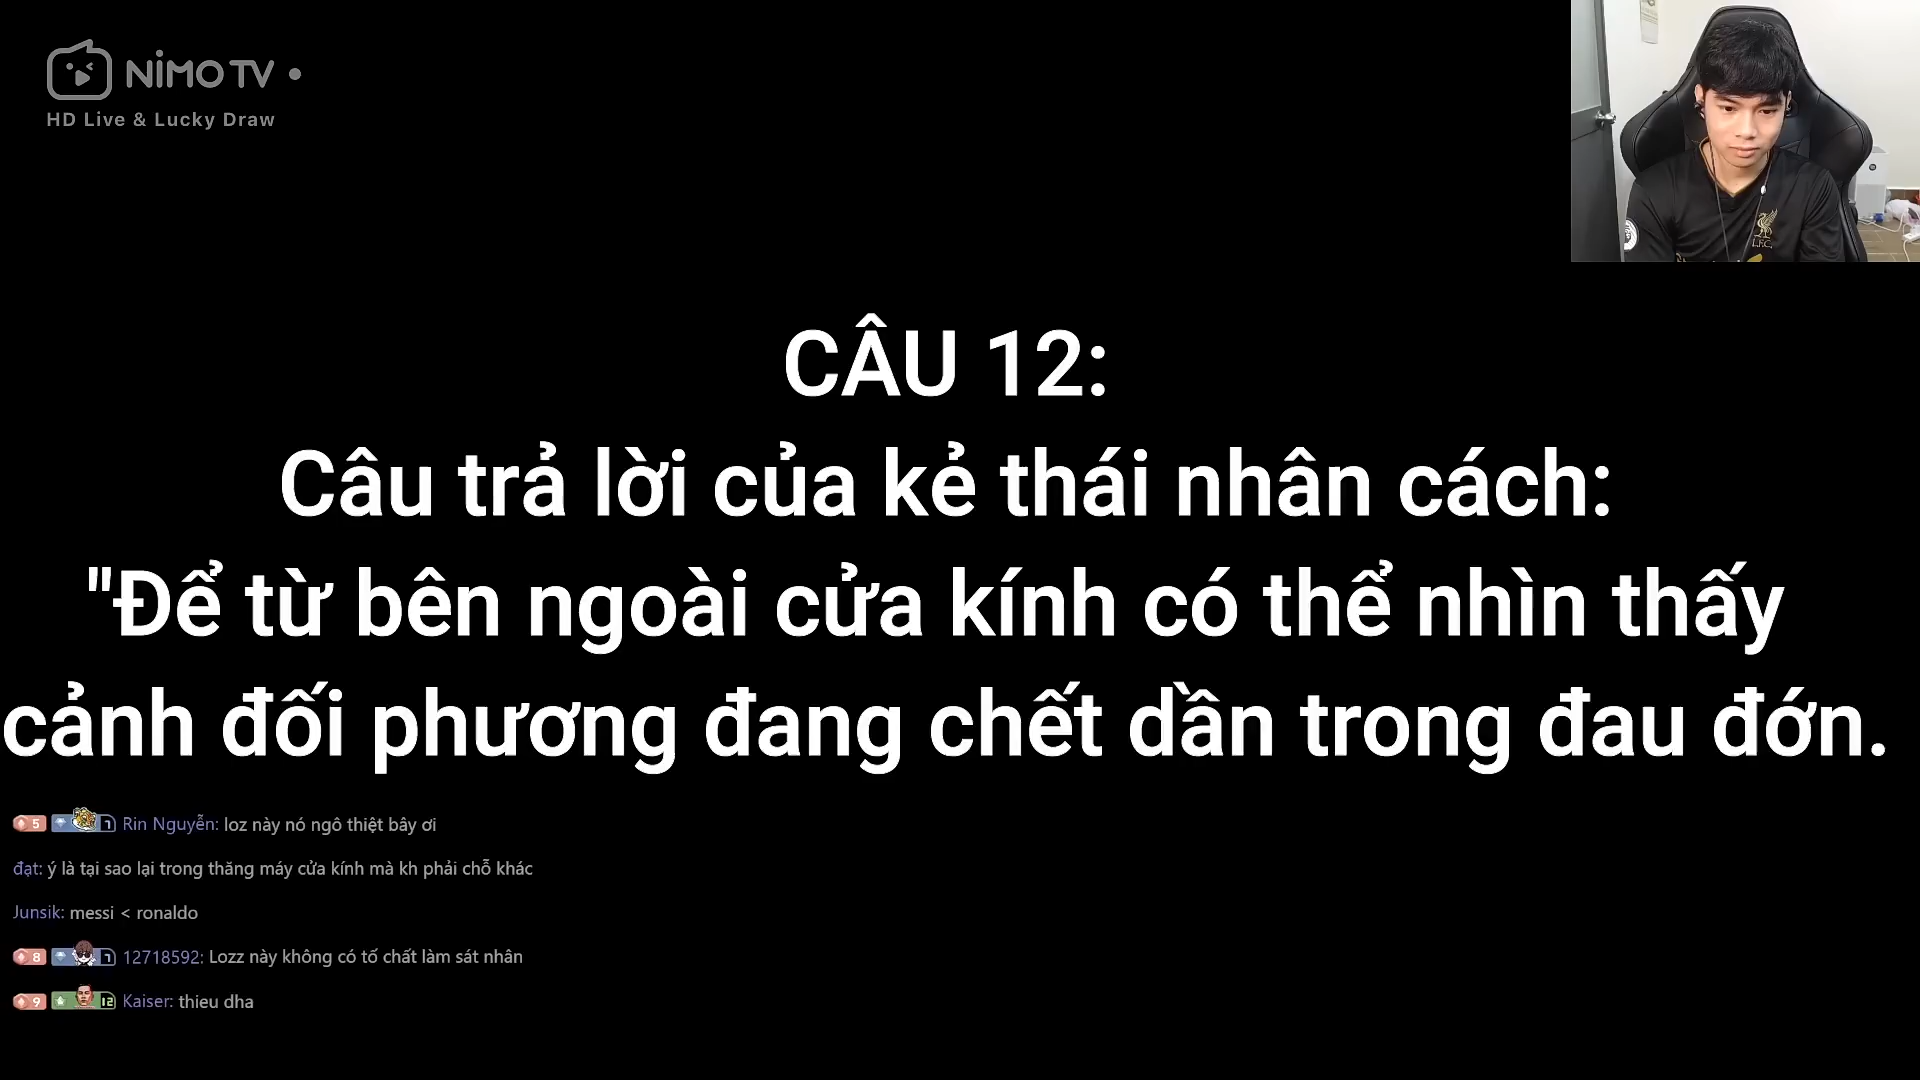 NIMO TV
HD Live & Lucky Draw
L.F.C.
CÂU 12:
Câu trả lời của kẻ thái nhân cách:
"Để từ bên ngoài cửa kính có thể nhìn thấy
cảnh đối phương đang chết dần trong đau đớn.
5 7 Rin Nguyễn: loz này nó ngô thiệt bây ơi
đạt: ý là tại sao lại trong thăng máy cửa kính mà kh phải chỗ khác
Junsik: messi < ronaldo
8 7 12718592: Lozz này không có tố chất làm sát nhân
9 12 Kaiser: thieu dha